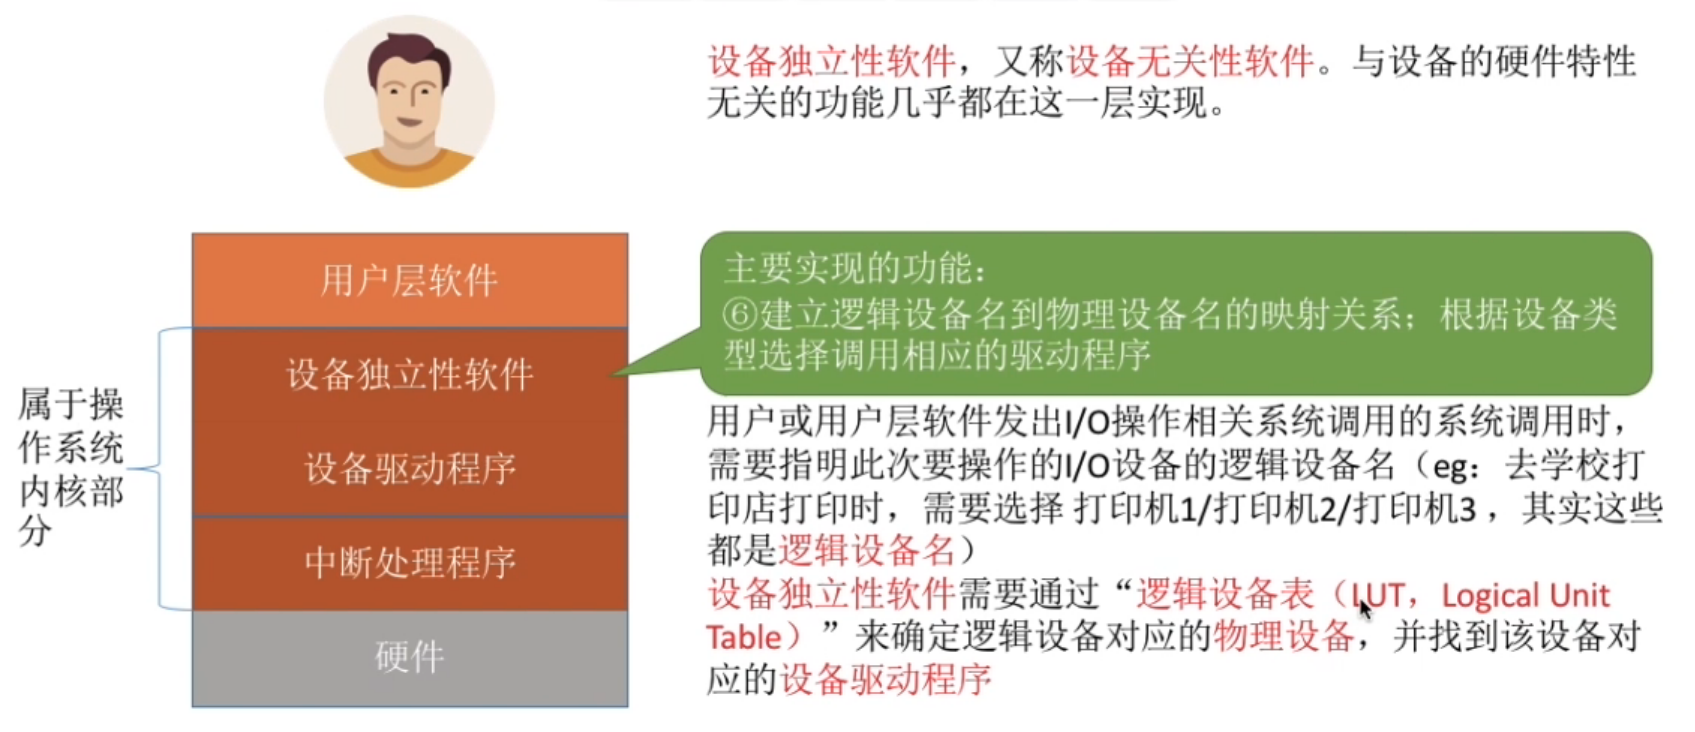 设备独立性软件，又称设备无关性软件。与设备的硬件特性
无关的功能几乎都在这一层实现。
用户层软件
设备独立性软件
设备驱动程序
中断处理程序
硬件
属于操
作系统
内核部
分
主要实现的功能：
⑥建立逻辑设备名到物理设备名的映射关系；根据设备类
型选择调用相应的驱动程序
用户或用户层软件发出I/O操作相关系统调用的系统调用时，
需要指明此次要操作的I/O设备的逻辑设备名（eg：去学校打
印店打印时，需要选择 打印机1/打印机2/打印机3 ，其实这些
都是逻辑设备名）
设备独立性软件需要通过“逻辑设备表（LUT，Logical Unit
Table）”来确定逻辑设备对应的物理设备，并找到该设备对
应的设备驱动程序